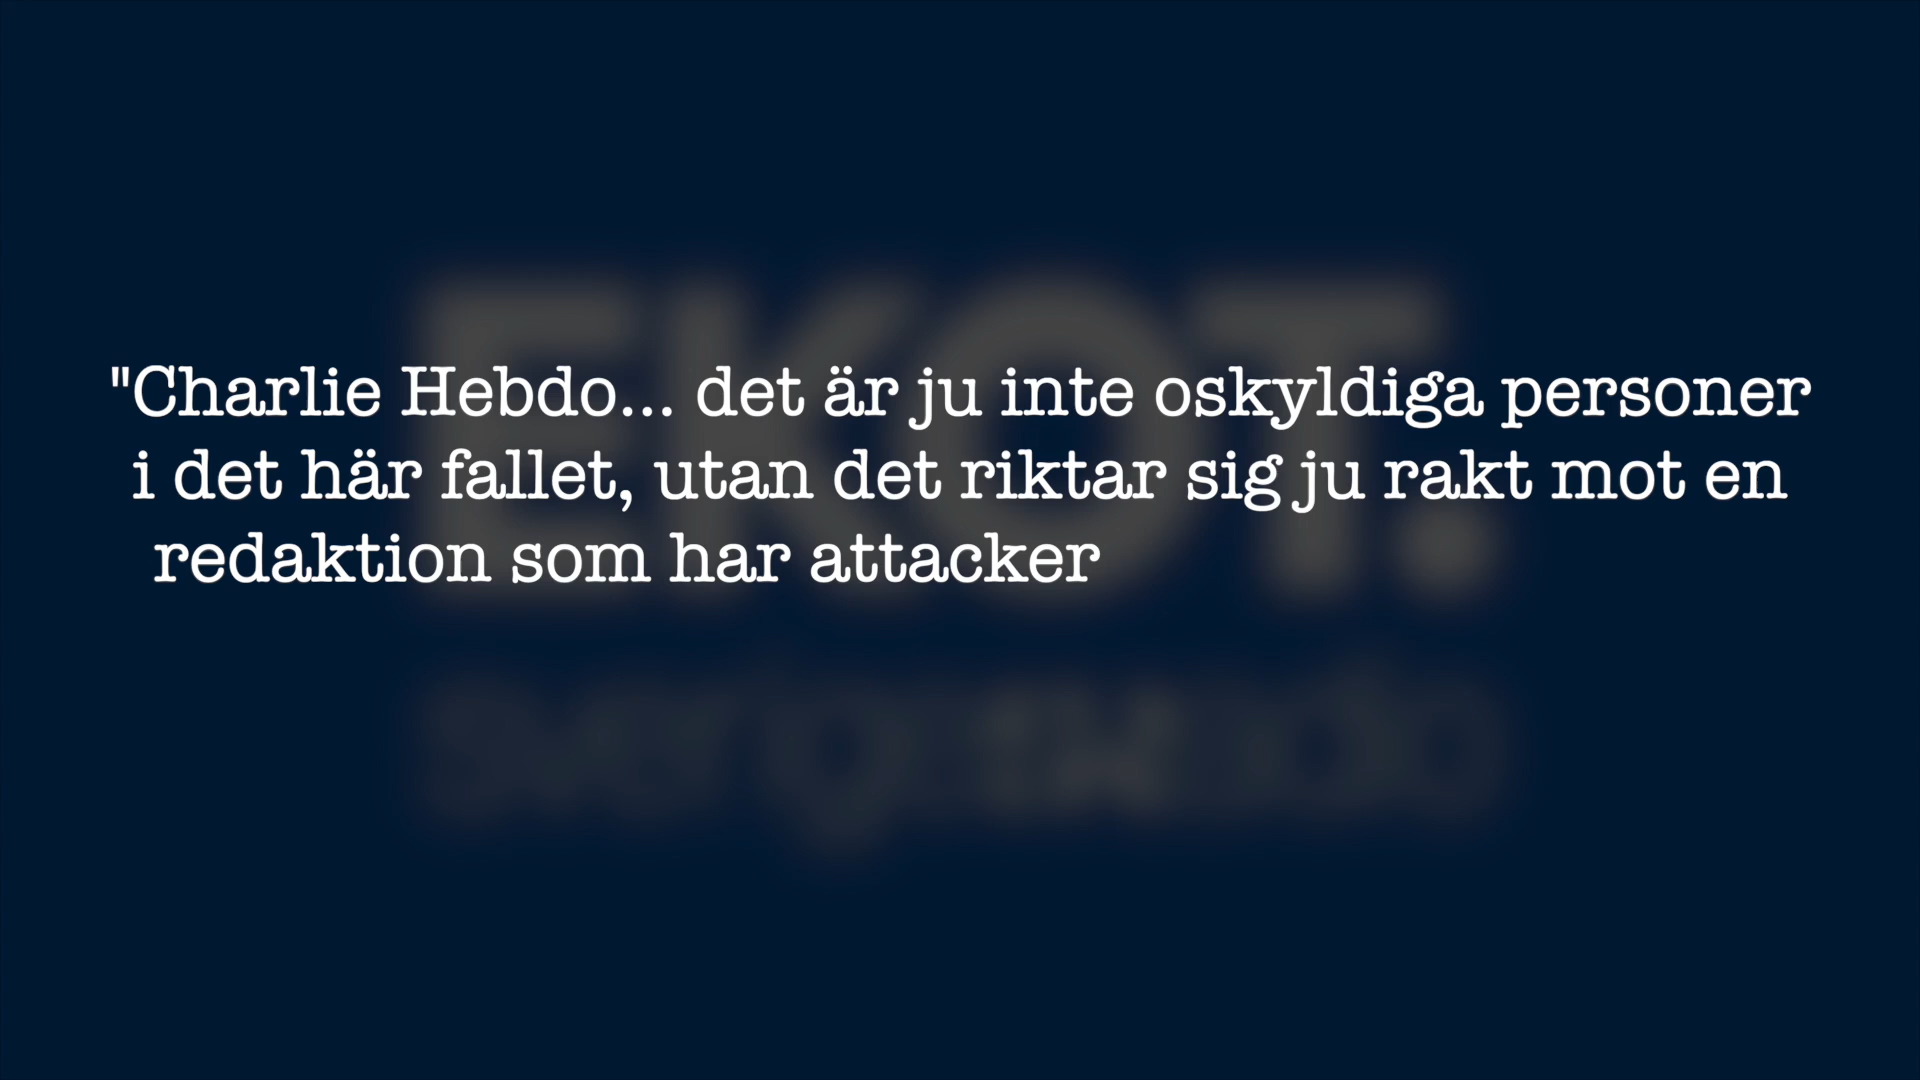 "Charlie Hebdo... det är ju inte oskyldiga personer
i det här fallet, utan det riktar sig ju rakt mot en
redaktion som har attacker
EKOT.